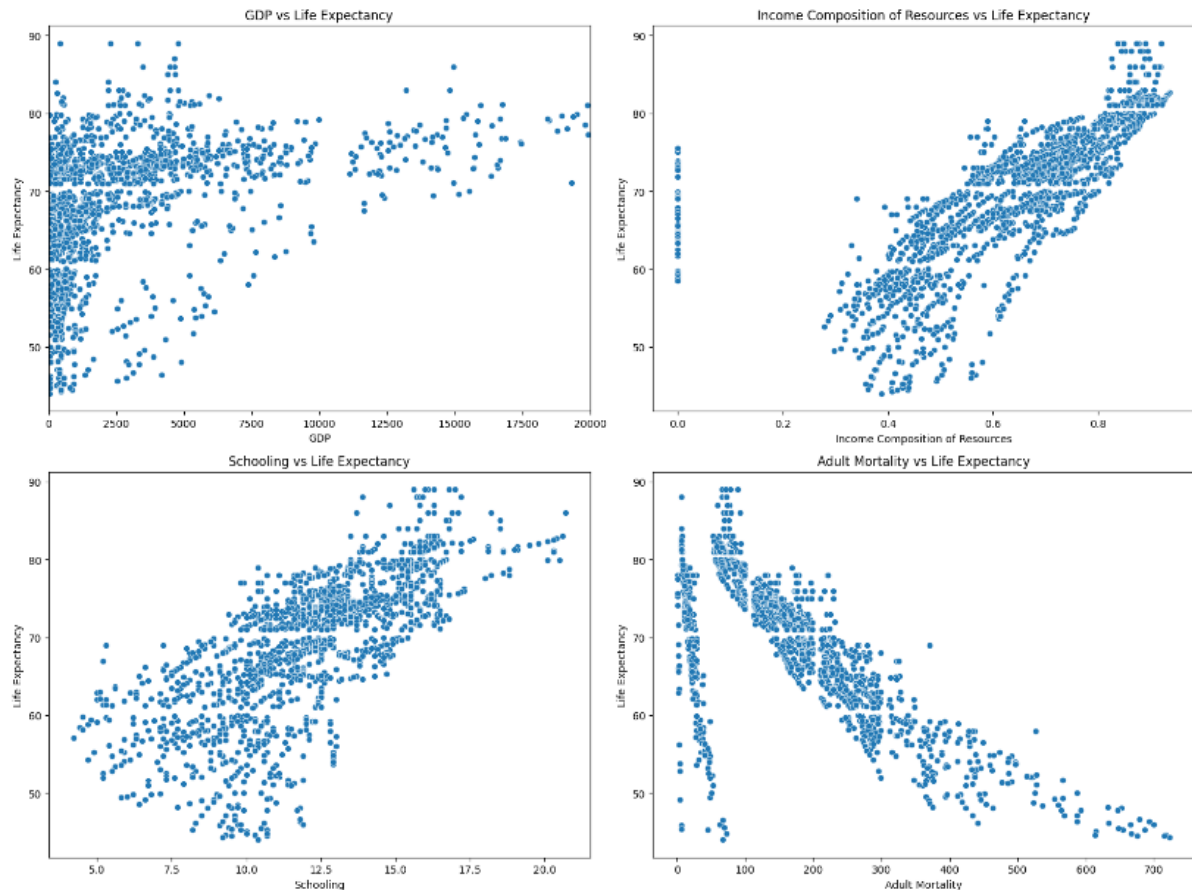 GDP vs Life Expectancy
90
80
70
60
50
Life Expectancy
0 2500 5000 7500 10000 12500 15000 17500 20000
GDP
Income Composition of Resources vs Life Expectancy
90
80
70
60
50
Life Expectancy
0.0 0.2 0.4 0.6 0.8
Income Composition of Resources
Schooling vs Life Expectancy
90
80
70
60
50
Life Expectancy
5.0 7.5 10.0 12.5 15.0 17.5 20.0
Schooling
Adult Mortality vs Life Expectancy
90
80
70
60
50
Life Expectancy
0 100 200 300 400 500 600 700
Adult Mortality